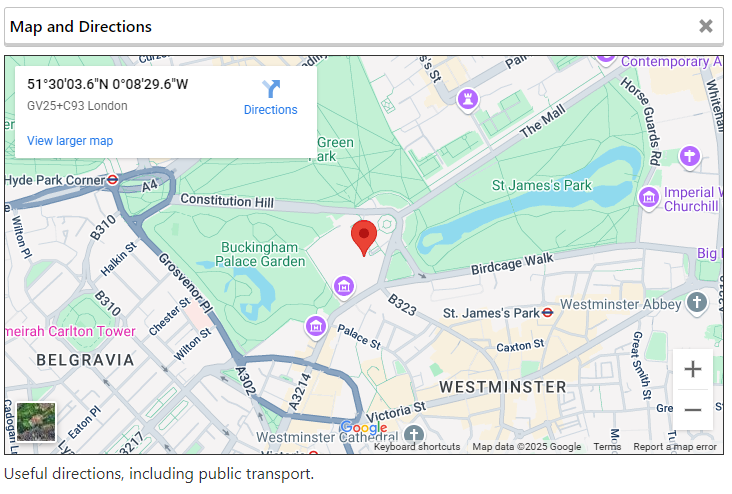 Map and Directions
51°30'03.6"N 0°08'29.6"W
GV25+C93 London
Directions
View larger map
Contemporary A
The Mall
Horse Guards Rd
Whitehall
Green
Park
Hyde Park Corner
A4
Constitution Hill
St James's Park
Imperial W
Churchill
Wilton Pl
B310
Halkin St
Grosvenor Pl
Buckingham
Palace Garden
Big
Birdcage Walk
B310
Chester St
Wilton St
B323
St. James's Park
Westminster Abbey
A3212
meirah Carlton Tower
BELGRAVIA
Palace St
Caxton St
Great Smith St
A302
A3214
WESTMINSTER
Cadogan
Eaton Pl
A3217
Victoria St
Westminster Cathedral
Google
Keyboard shortcuts
Map data ©2025 Google
Terms
Report a map error
Useful directions, including public transport.